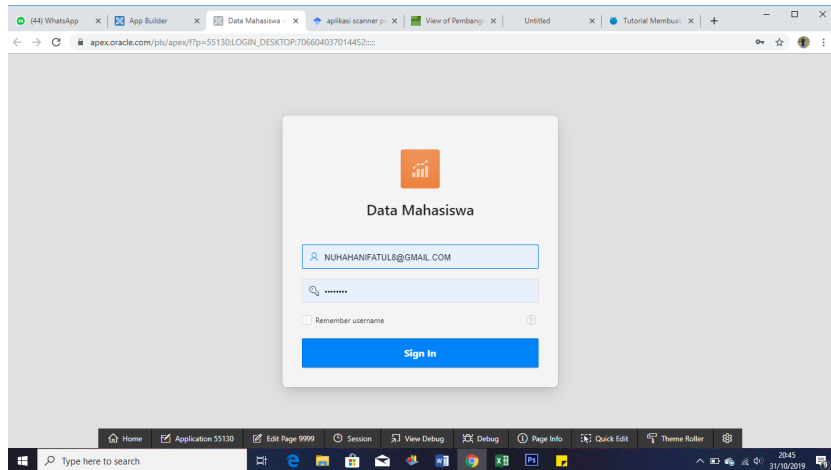 (44) WhatsApp
App Builder
Data Mahasiswa -
aplikasi scanner p
View of Pembangu
Untitled
Tutorial Membuat
apex.oracle.com/pls/apex/f?p=55130:LOGIN_DESKTOP:706604037014452:::::
Data Mahasiswa
NUHAHANIFATUL8@GMAIL.COM
••••••••
Remember username
?
Sign In
Home
Application 55130
Edit Page 9999
Session
View Debug
Debug
Page Info
Quick Edit
Theme Roller
Type here to search
Ps
20:45
31/10/2019